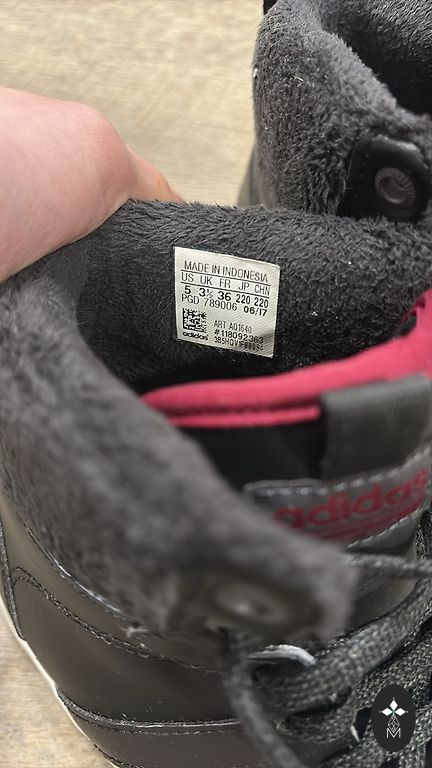 MADE IN INDONESIA
US UK FR JP CHN
5 3½ 36 220 220
PGD 789006 06/17
ART AQ1640
#118092363
adidas
adidas